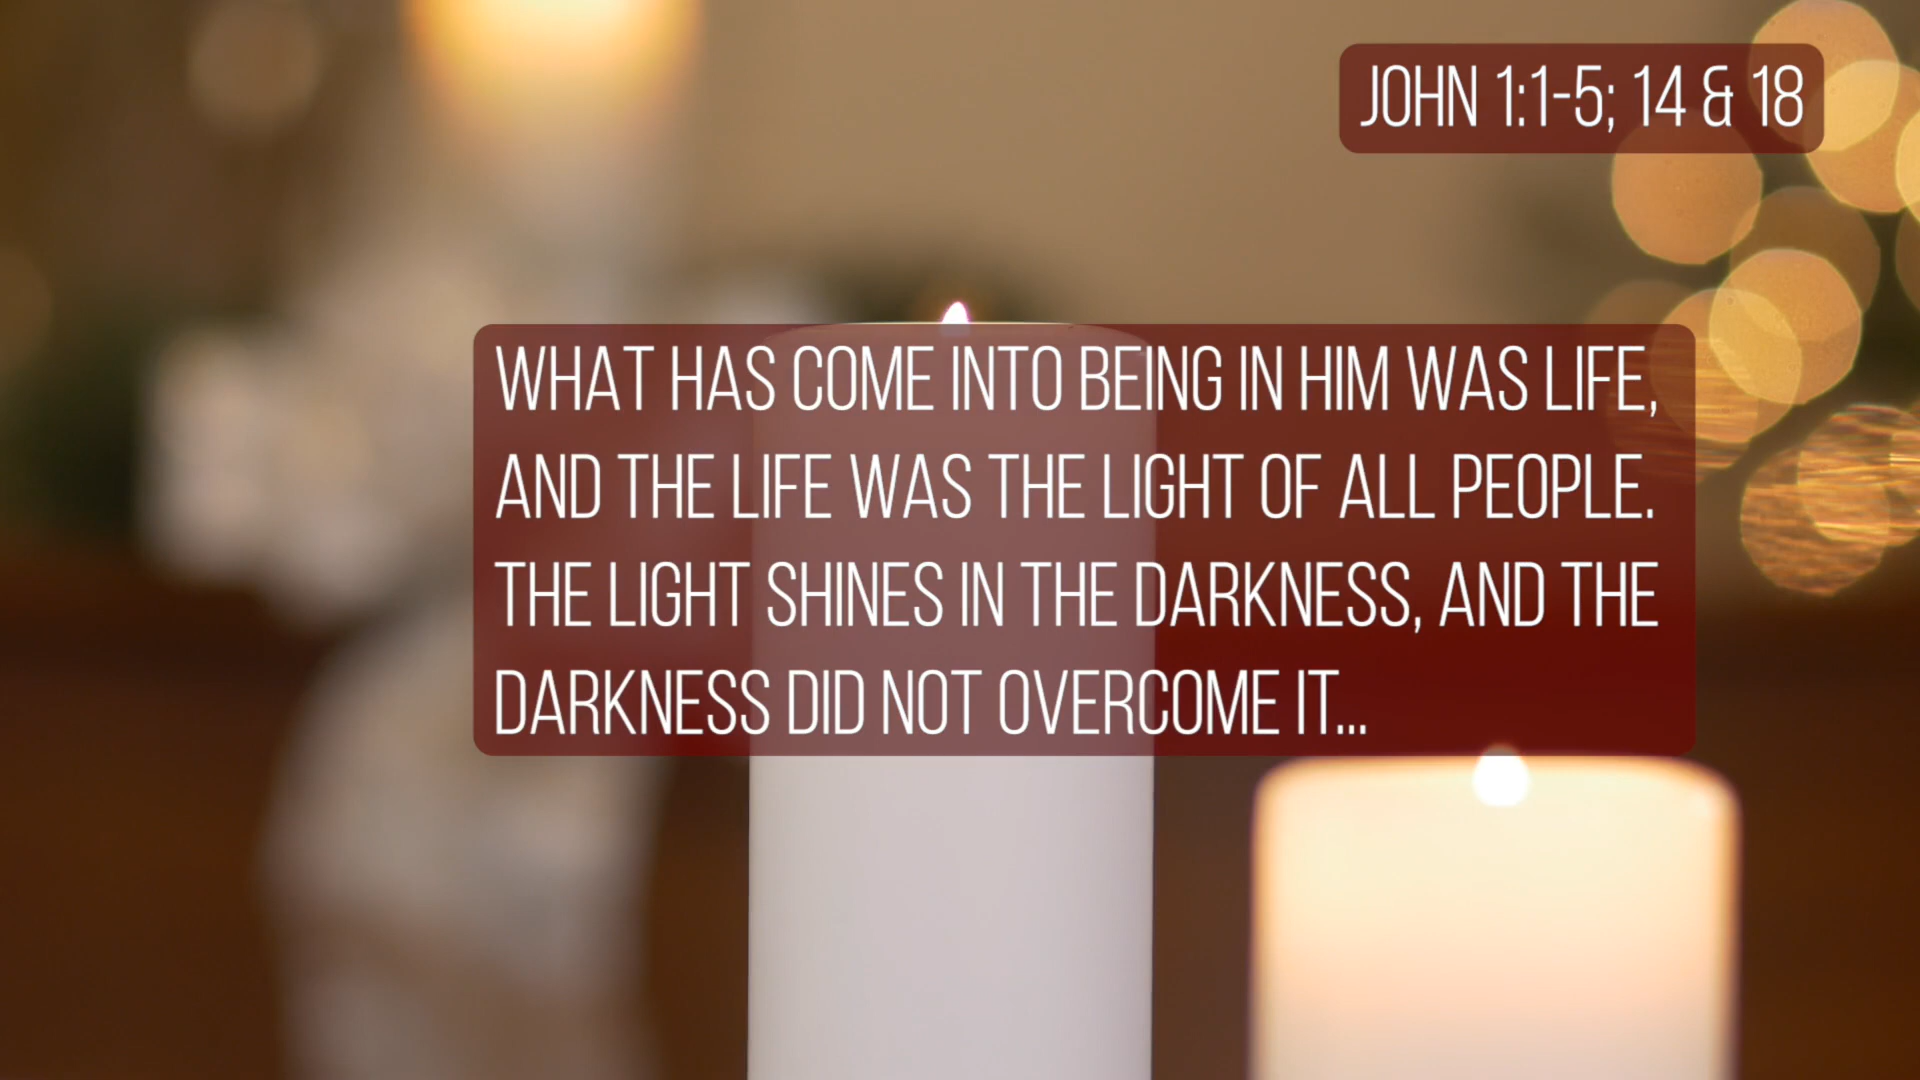 JOHN 1:1-5; 14 & 18
WHAT HAS COME INTO BEING IN HIM WAS LIFE,
AND THE LIFE WAS THE LIGHT OF ALL PEOPLE.
THE LIGHT SHINES IN THE DARKNESS, AND THE
DARKNESS DID NOT OVERCOME IT...